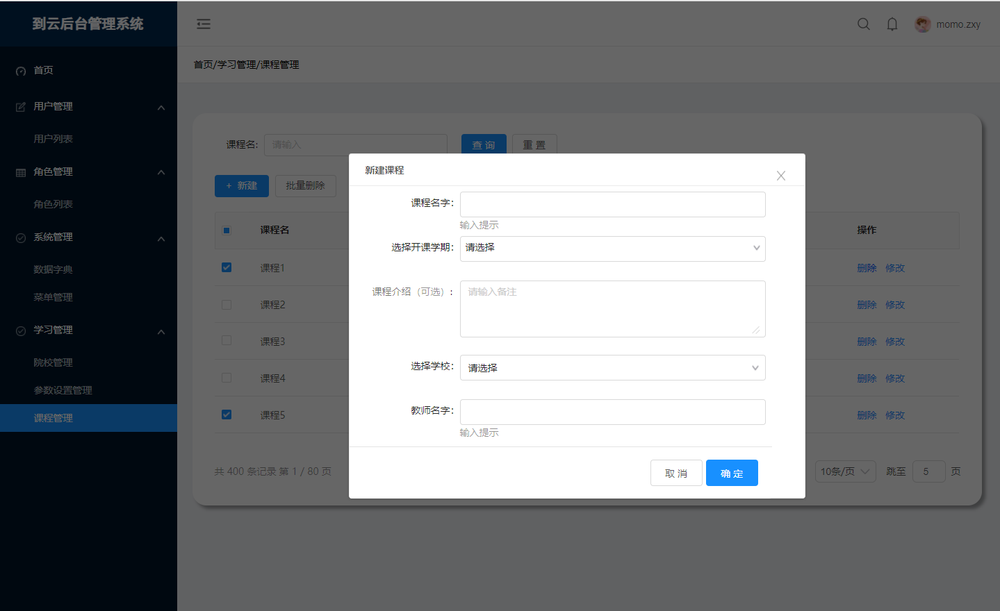 到云后台管理系统
momo.zxy
首页/学习管理/课程管理
首页
用户管理
用户列表
角色管理
角色列表
系统管理
数据字典
菜单管理
学习管理
院校管理
参数设置管理
课程管理
课程名: 请输入 查 询 重 置
+ 新建 批量删除
课程名 操作
课程1 删除 修改
课程2 删除 修改
课程3 删除 修改
课程4 删除 修改
课程5 删除 修改
共 400 条记录 第 1 / 80 页 10条/页 跳至 5 页
新建课程
课程名字：
输入提示
选择开课学期： 请选择
课程介绍（可选）： 请输入备注
选择学校： 请选择
教师名字：
输入提示
取 消 确 定